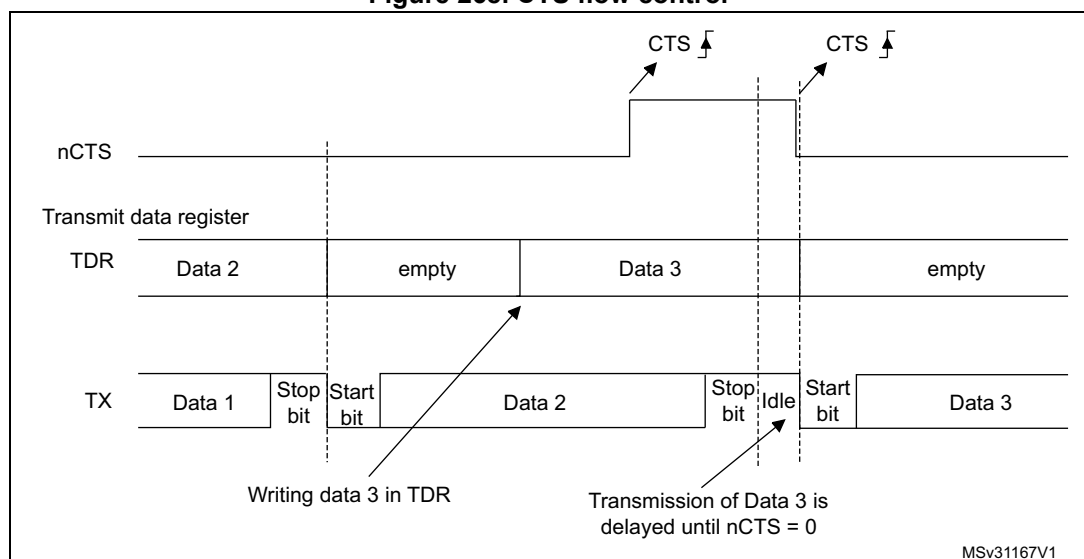 CTS flow control
CTS CTS
nCTS
Transmit data register
TDR Data 2 empty Data 3 empty
TX Data 1 Stop bit Start bit Data 2 Stop bit Idle Start bit Data 3
Writing data 3 in TDR
Transmission of Data 3 is
delayed until nCTS = 0
MSv31167V1